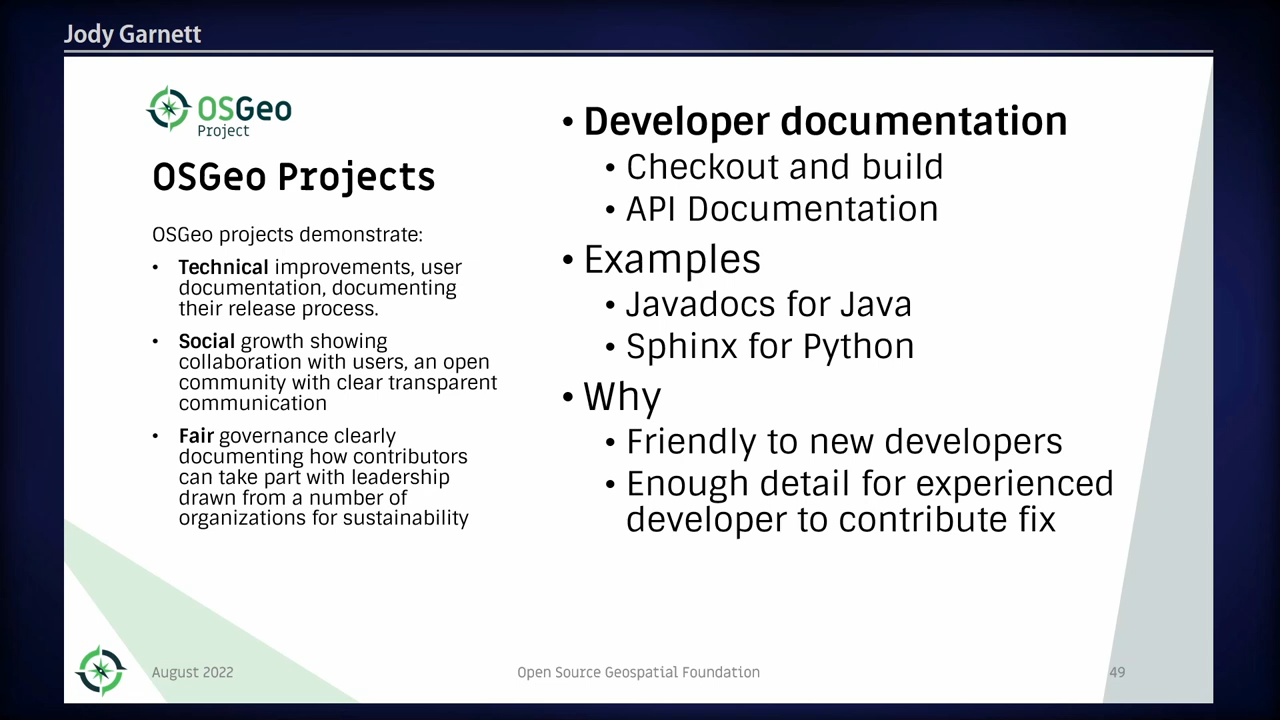 Jody Garnett
OSGeo
Project
OSGeo Projects
OSGeo projects demonstrate:
• Technical improvements, user
documentation, documenting
their release process.
• Social growth showing
collaboration with users, an open
community with clear transparent
communication
• Fair governance clearly
documenting how contributors
can take part with leadership
drawn from a number of
organizations for sustainability
• Developer documentation
• Checkout and build
• API Documentation
• Examples
• Javadocs for Java
• Sphinx for Python
• Why
• Friendly to new developers
• Enough detail for experienced
developer to contribute fix
August 2022
Open Source Geospatial Foundation
49